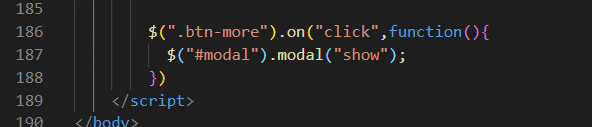 185
186 $(".btn-more").on("click",function(){
187 $("#modal").modal("show");
188 })
189 </script>
190 </body>